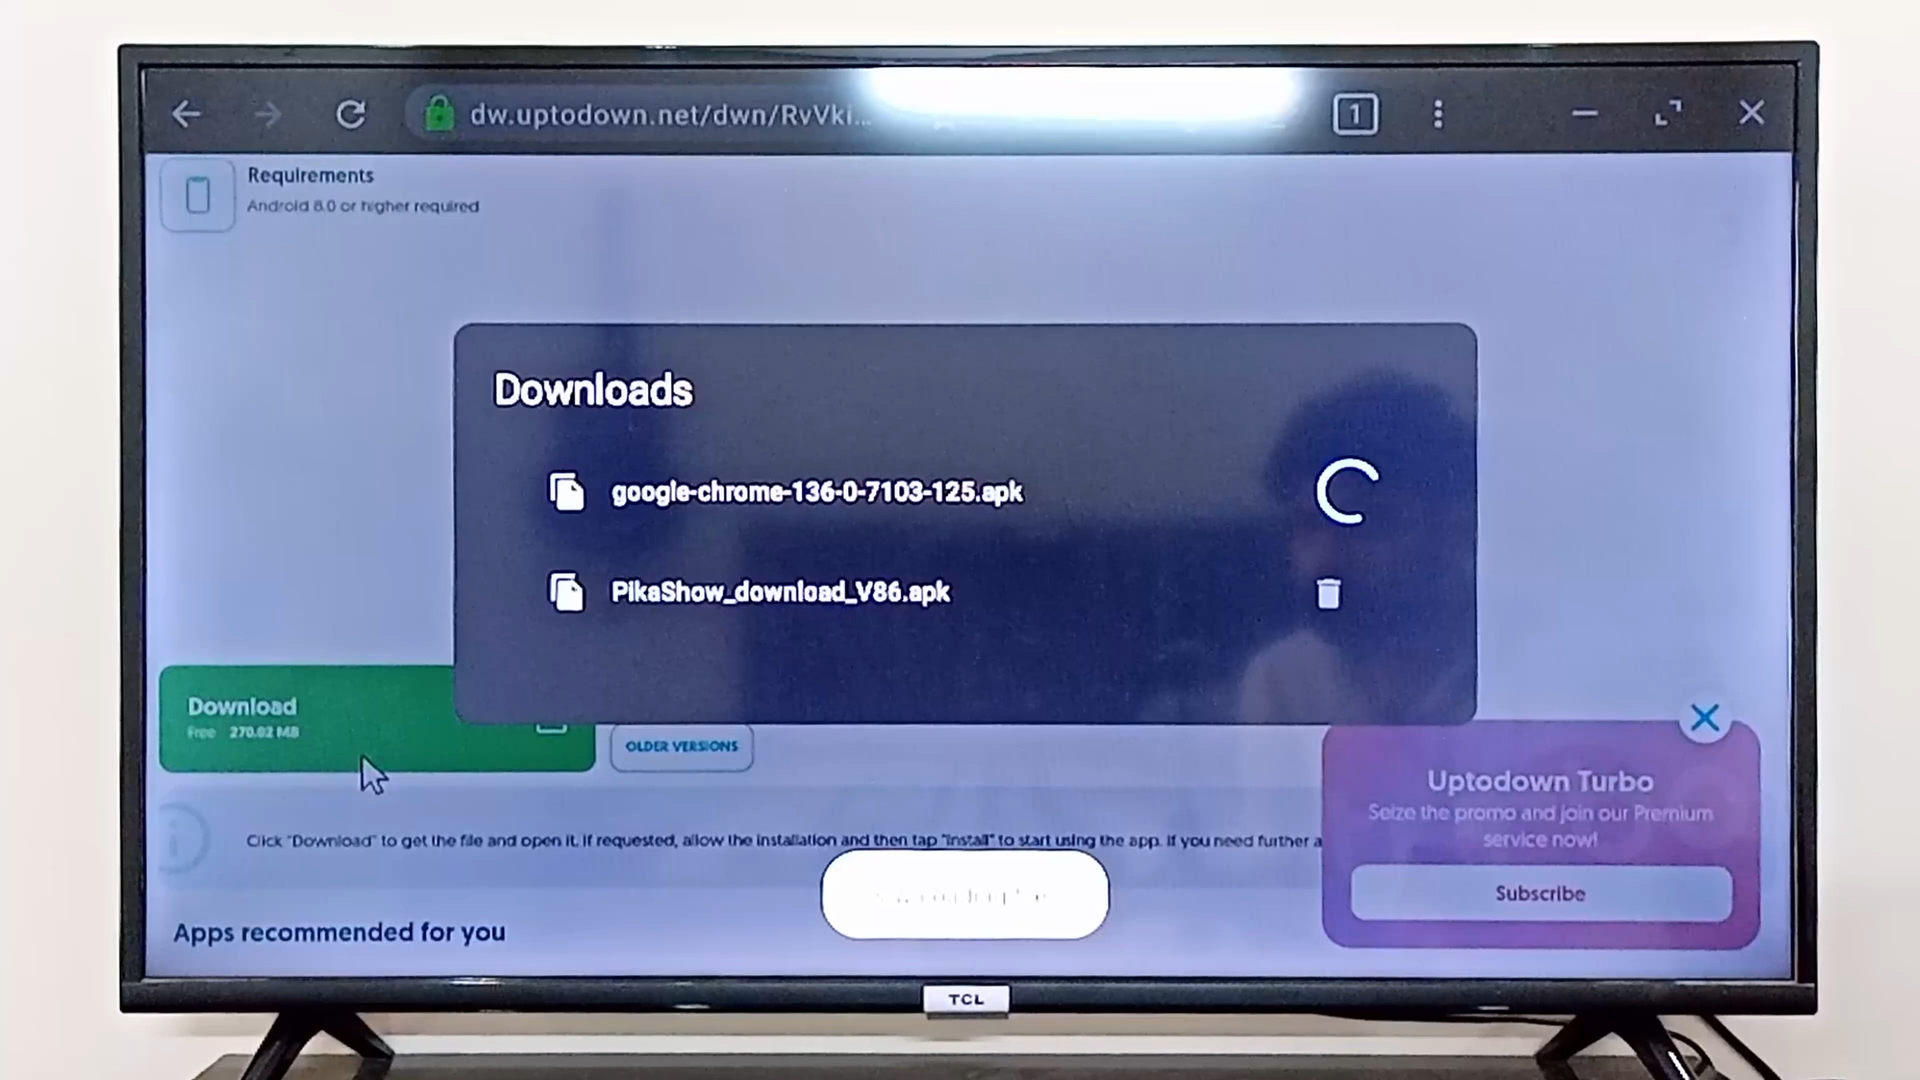 dw.uptodown.net/dwn/RvVki...
1
Requirements
Android 8.0 or higher required
Downloads
google-chrome-136-0-7103-125.apk
PikaShow_download_V86.apk
Download
Free 270.02 MB
OLDER VERSIONS
Uptodown Turbo
Seize the promo and join our Premium
service now!
Subscribe
Click "Download" to get the file and open it. If requested, allow the installation and then tap "Install" to start using the app. If you need further a
Apps recommended for you
TCL